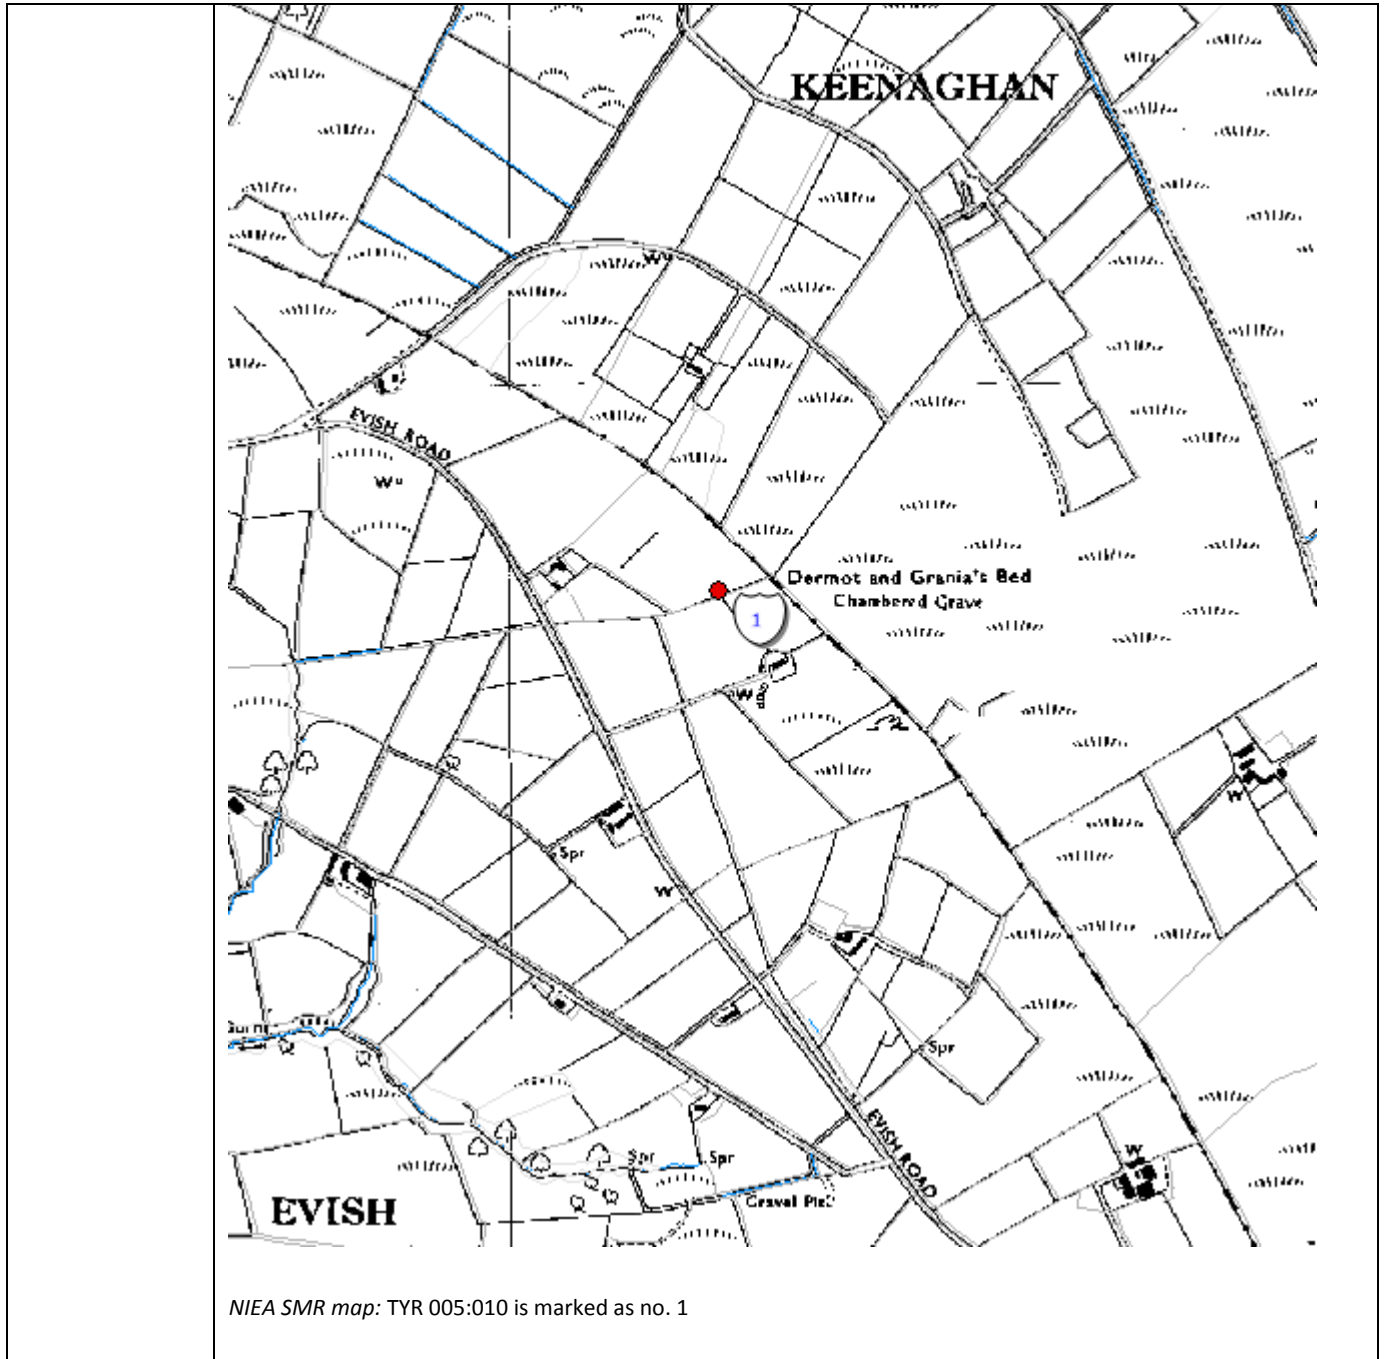 KEENAGHAN
W
EVISH ROAD
W
Dermot and Grania's Bed
Chambered Grave
1
W
W
Spr
W
Spr
EVISH ROAD
W
Spr
Spr
Gravel Pit
EVISH
NIEA SMR map: TYR 005:010 is marked as no. 1